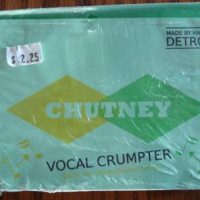 MADE BY HA
DETRO
$2.25
CHUTNEY
VOCAL CRUMPTER